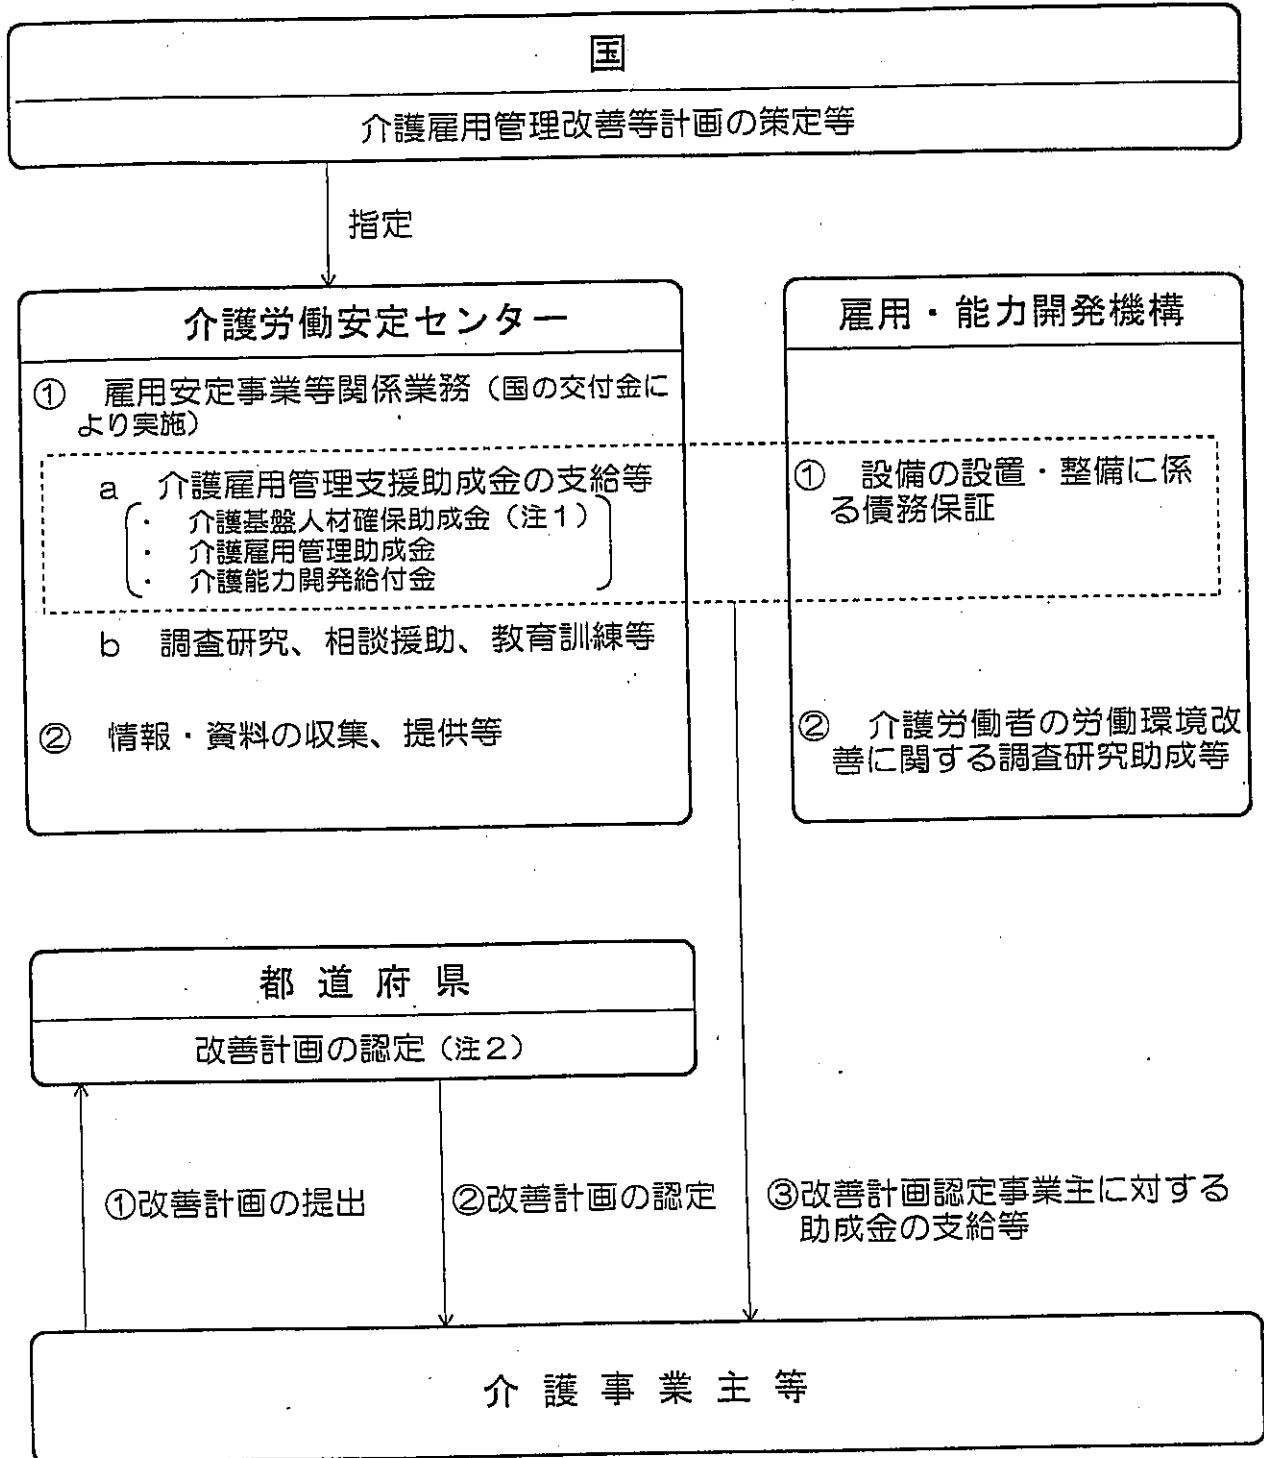 国
介護雇用管理改善等計画の策定等
指定
介護労働安定センター
① 雇用安定事業等関係業務（国の交付金に
より実施）
a 介護雇用管理支援助成金の支給等
・ 介護基盤人材確保助成金（注1）
・ 介護雇用管理助成金
・ 介護能力開発給付金
b 調査研究、相談援助、教育訓練等
② 情報・資料の収集、提供等
雇用・能力開発機構
① 設備の設置・整備に係
る債務保証
② 介護労働者の労働環境改
善に関する調査研究助成等
都道府県
改善計画の認定（注2）
①改善計画の提出
②改善計画の認定
③改善計画認定事業主に対する
助成金の支給等
介護事業主等